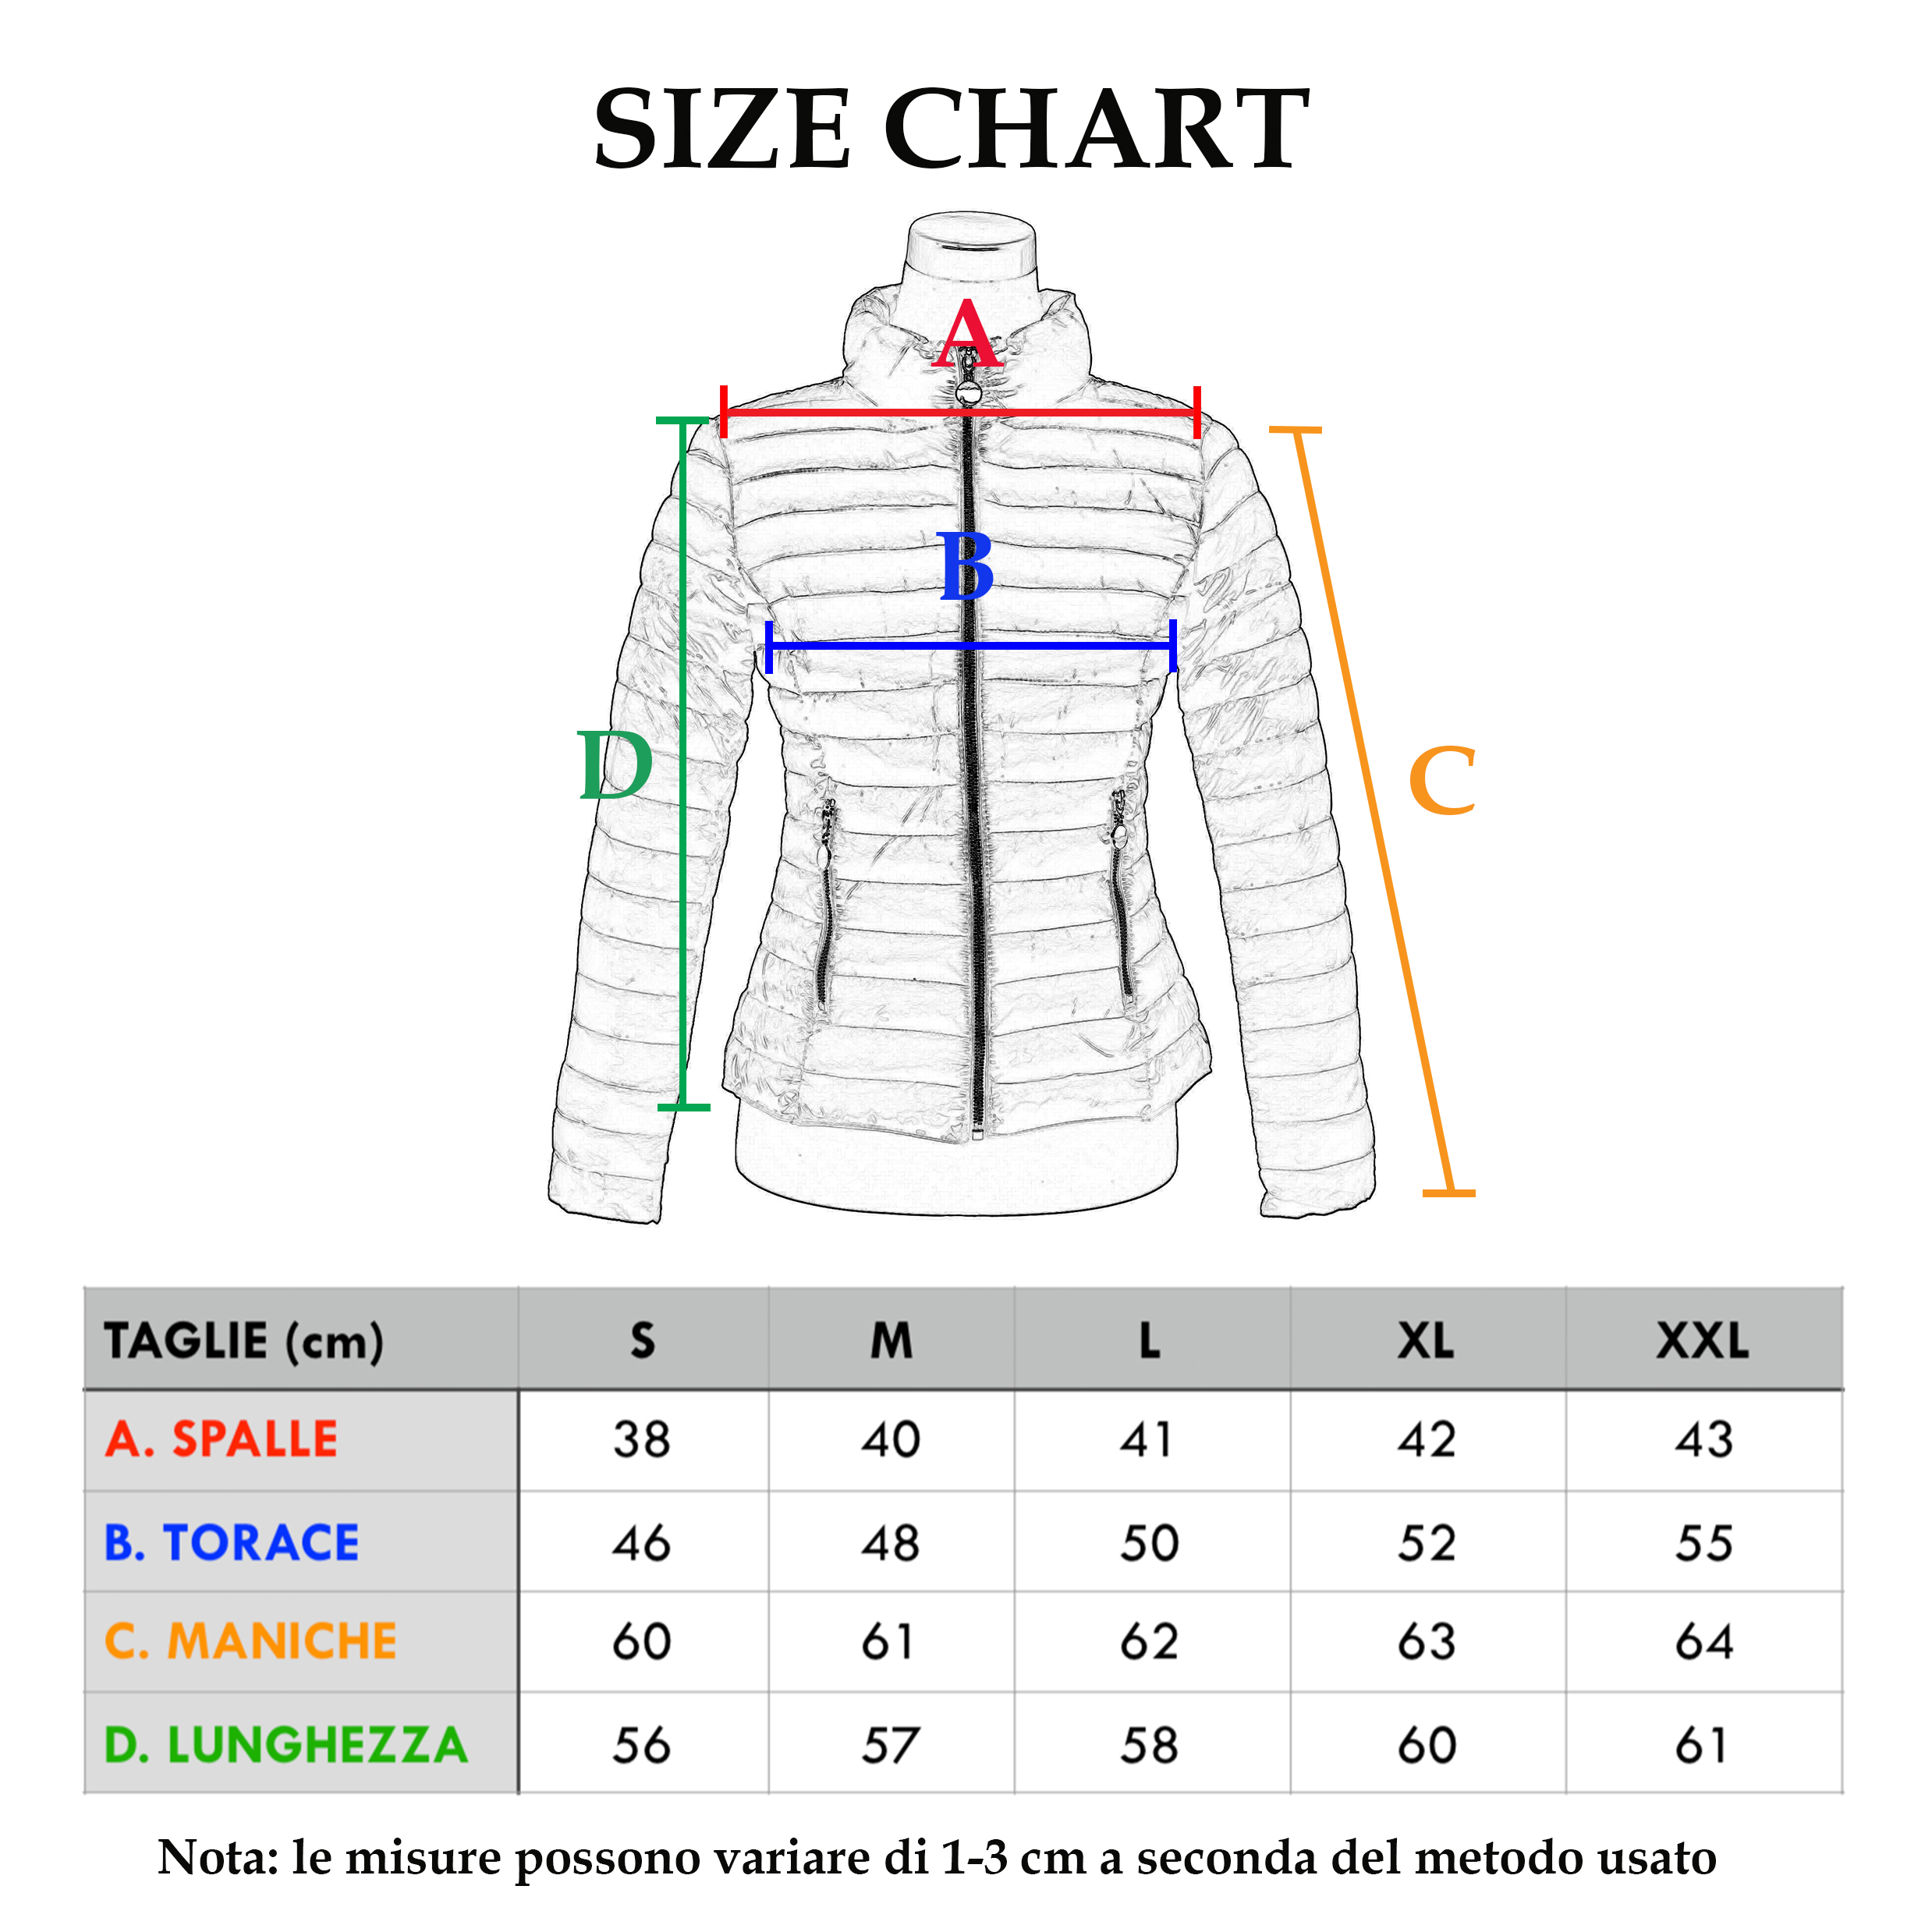 SIZE CHART
A
B
D
C
TAGLIE (cm) S M L XL XXL
A. SPALLE 38 40 41 42 43
B. TORACE 46 48 50 52 55
C. MANICHE 60 61 62 63 64
D. LUNGHEZZA 56 57 58 60 61
Nota: le misure possono variare di 1-3 cm a seconda del metodo usato